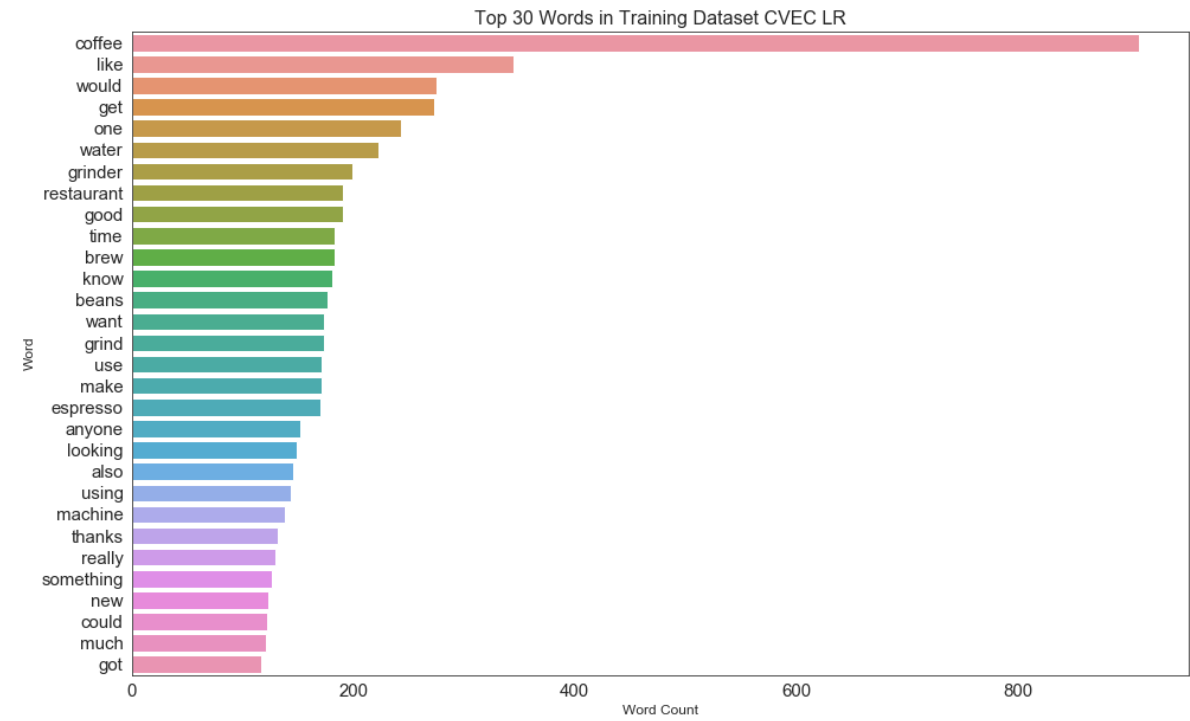 Top 30 Words in Training Dataset CVEC LR
coffee
like
would
get
one
water
grinder
restaurant
good
time
brew
know
beans
want
grind
use
make
espresso
anyone
looking
also
using
machine
thanks
really
something
new
could
much
got
Word
0 200 400 600 800
Word Count